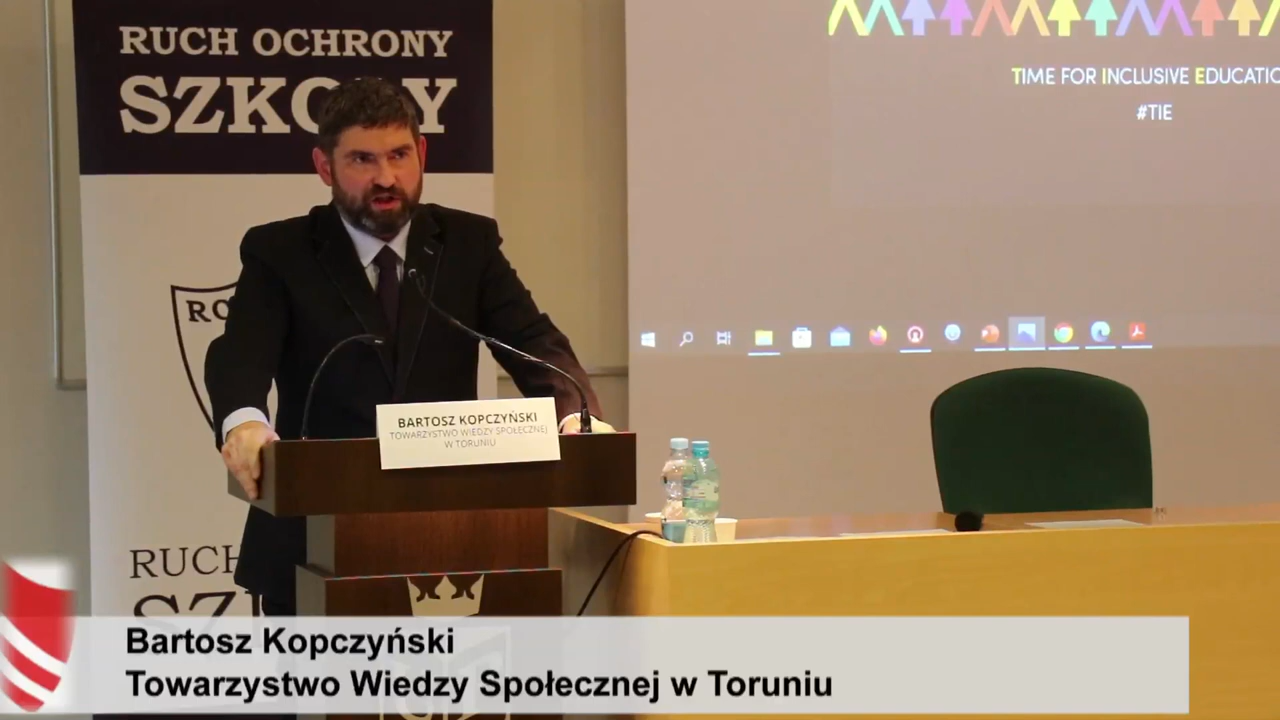 RUCH OCHRONY
SZKOŁY
TIME FOR INCLUSIVE
#TIE
BARTOSZ KOPCZYŃSKI
TOWARZYSTWO WIEDZY SPOŁECZNEJ
W TORUNIU
RUCH
Bartosz Kopczyński
Towarzystwo Wiedzy Społecznej w Toruniu